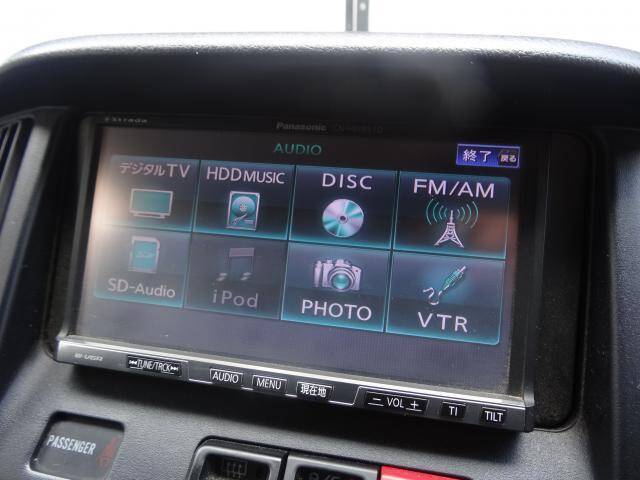 Strada Panasonic
AUDIO
終了 戻る
デジタルTV HDD MUSIC DISC FM/AM
SD-Audio iPod PHOTO VTR
TUNE/TRCK AUDIO MENU 現在地 － VOL ＋ TI TILT
PASSENGER